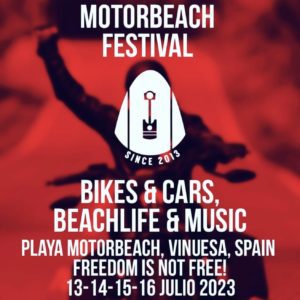 MOTORBEACH
FESTIVAL
SINCE 2013
BIKES & CARS,
BEACHLIFE & MUSIC
PLAYA MOTORBEACH, VINUESA, SPAIN
FREEDOM IS NOT FREE!
13-14-15-16 JULIO 2023